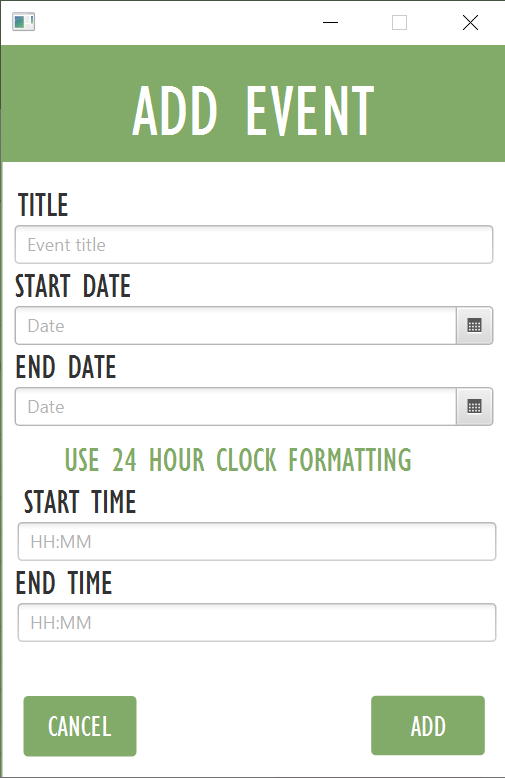 ADD EVENT
TITLE
Event title
START DATE
Date
END DATE
Date
USE 24 HOUR CLOCK FORMATTING
START TIME
HH:MM
END TIME
HH:MM
CANCEL ADD